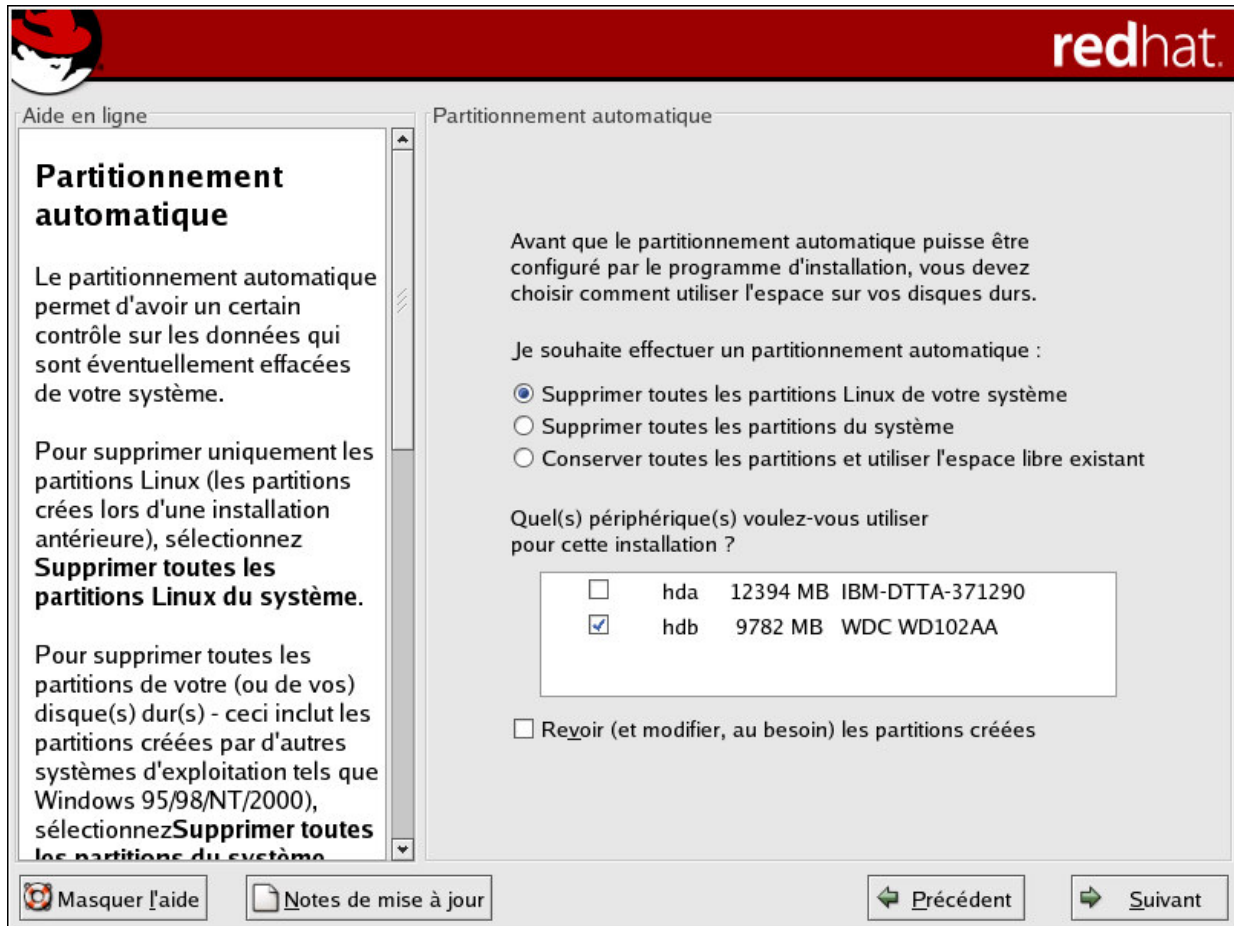 redhat.
Aide en ligne
Partitionnement
automatique
Le partitionnement automatique
permet d'avoir un certain
contrôle sur les données qui
sont éventuellement effacées
de votre système.
Pour supprimer uniquement les
partitions Linux (les partitions
crées lors d'une installation
antérieure), sélectionnez
Supprimer toutes les
partitions Linux du système.
Pour supprimer toutes les
partitions de votre (ou de vos)
disque(s) dur(s) - ceci inclut les
partitions créées par d'autres
systèmes d'exploitation tels que
Windows 95/98/NT/2000),
sélectionnezSupprimer toutes
les partitions du système
Partitionnement automatique
Avant que le partitionnement automatique puisse être
configuré par le programme d'installation, vous devez
choisir comment utiliser l'espace sur vos disques durs.
Je souhaite effectuer un partitionnement automatique :
Supprimer toutes les partitions Linux de votre système
Supprimer toutes les partitions du système
Conserver toutes les partitions et utiliser l'espace libre existant
Quel(s) périphérique(s) voulez-vous utiliser
pour cette installation ?
hda 12394 MB IBM-DTTA-371290
hdb 9782 MB WDC WD102AA
Revoir (et modifier, au besoin) les partitions créées
Masquer l'aide
Notes de mise à jour
Précédent
Suivant